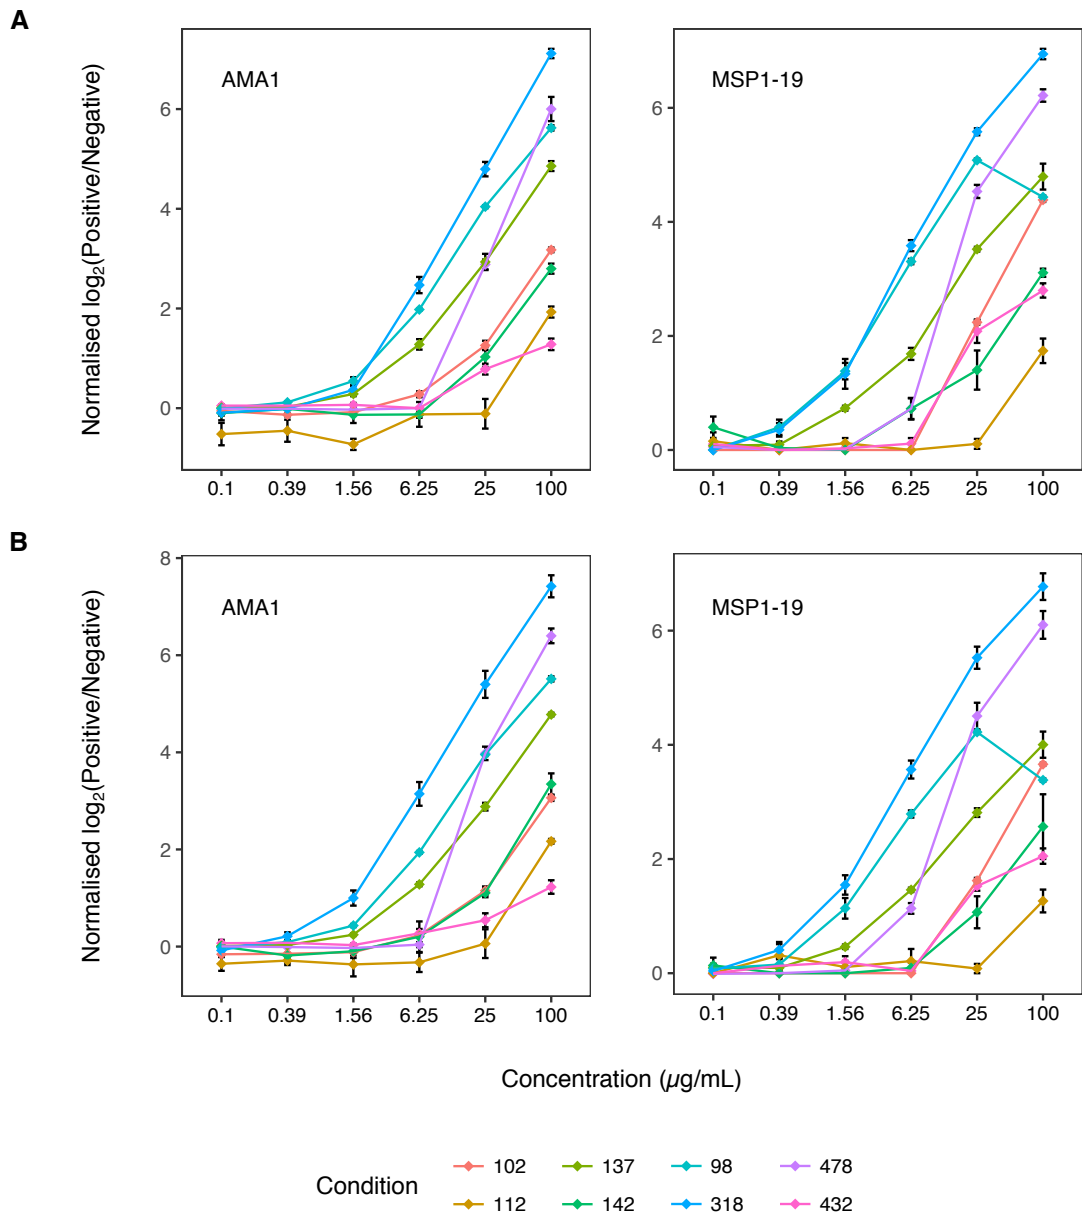 A
Normalised log₂(Positive/Negative)
AMA1
6
4
2
0
0.1 0.39 1.56 6.25 25 100
MSP1-19
6
4
2
0
0.1 0.39 1.56 6.25 25 100
B
Normalised log₂(Positive/Negative)
AMA1
8
6
4
2
0
0.1 0.39 1.56 6.25 25 100
MSP1-19
6
4
2
0
0.1 0.39 1.56 6.25 25 100
Concentration (µg/mL)
Condition
102 137 98 478
112 142 318 432